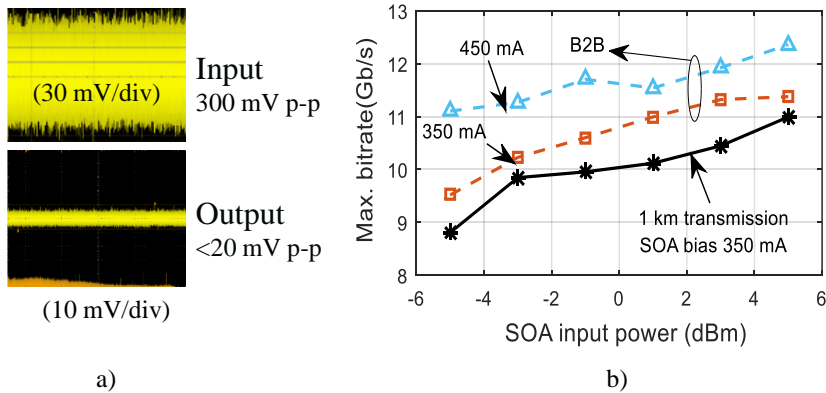 (30 mV/div)
Input
300 mV p-p
Output
<20 mV p-p
(10 mV/div)
a)
Max. bitrate(Gb/s)
13
12
11
10
9
8
-6
-4
-2
0
2
4
6
SOA input power (dBm)
450 mA
B2B
350 mA
1 km transmission
SOA bias 350 mA
b)